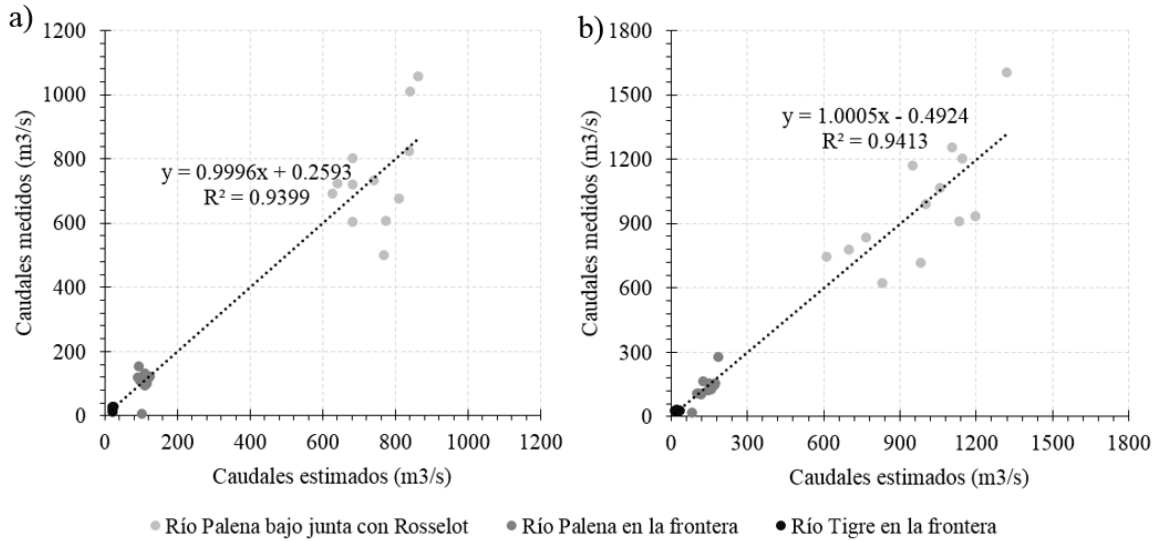 a)
1200
1000
800
600
400
200
0
Caudales medidos (m3/s)
y = 0.9996x + 0.2593
R² = 0.9399
0 200 400 600 800 1000 1200
Caudales estimados (m3/s)
b)
1800
1500
1200
900
600
300
0
Caudales medidos (m3/s)
y = 1.0005x - 0.4924
R² = 0.9413
0 300 600 900 1200 1500 1800
Caudales estimados (m3/s)
Río Palena bajo junta con Rosselot Río Palena en la frontera Río Tigre en la frontera